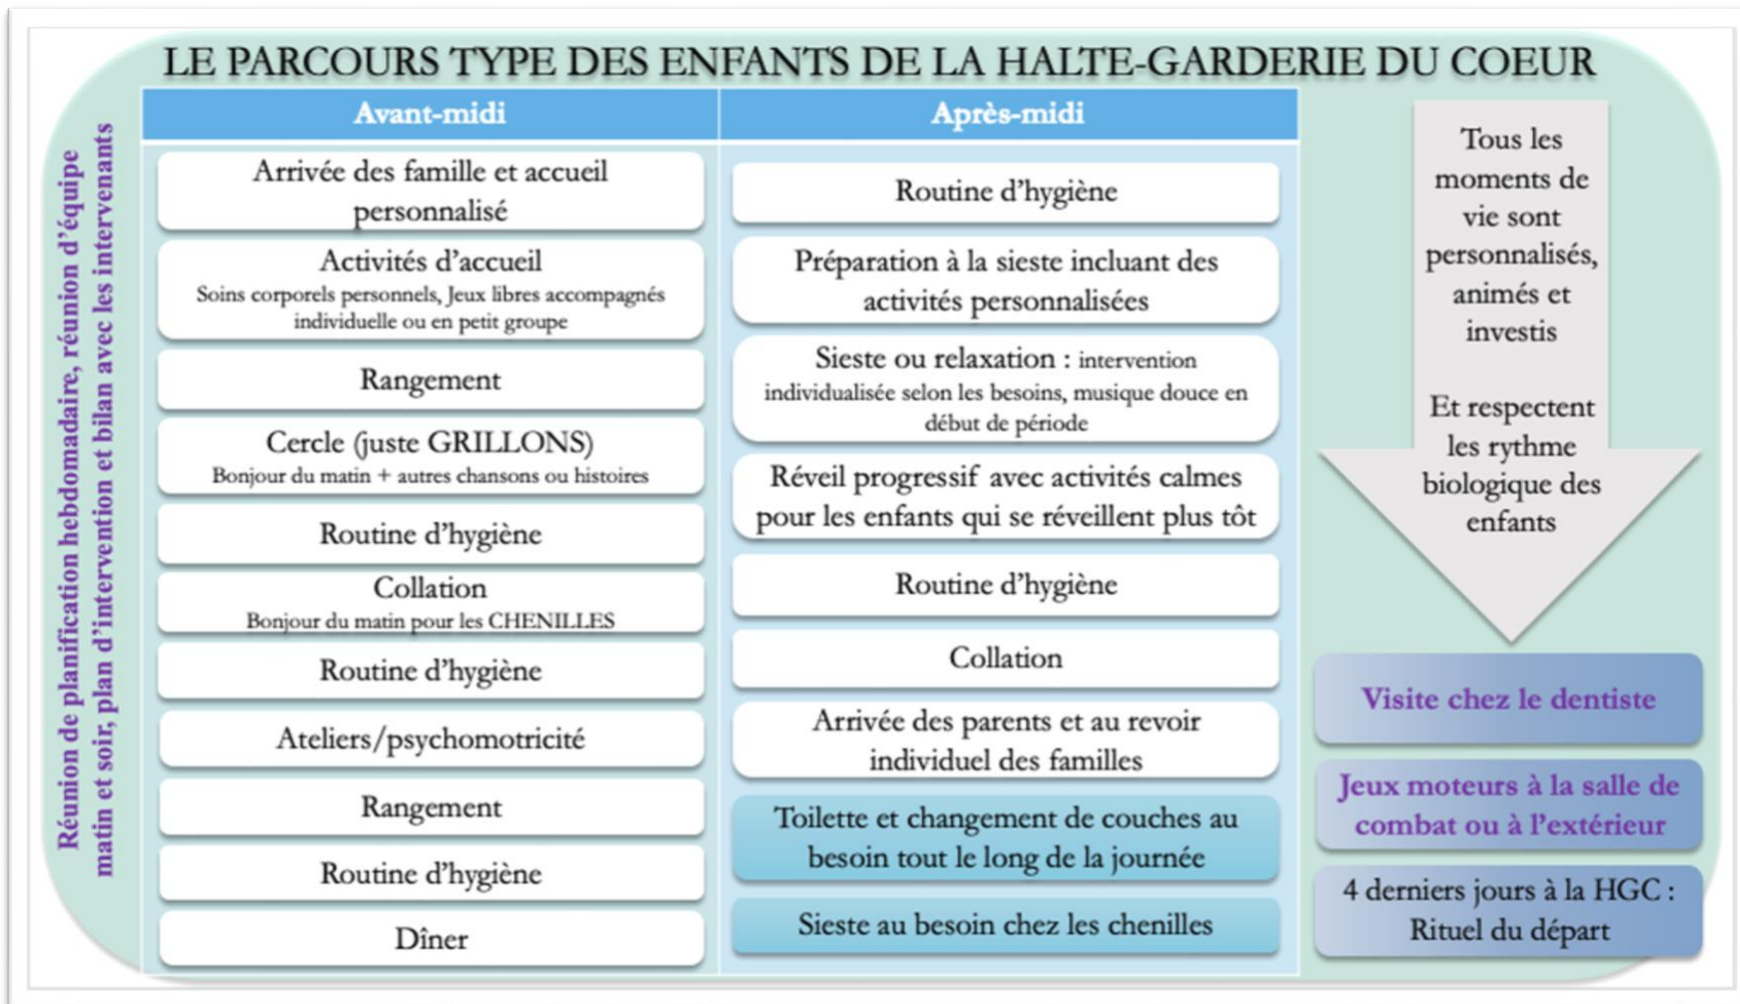 LE PARCOURS TYPE DES ENFANTS DE LA HALTE-GARDERIE DU COEUR
Réunion de planification hebdomadaire, réunion d'équipe
matin et soir, plan d'intervention et bilan avec les intervenants
Avant-midi
Arrivée des famille et accueil
personnalisé
Activités d'accueil
Soins corporels personnels, Jeux libres accompagnés
individuelle ou en petit groupe
Rangement
Cercle (juste GRILLONS)
Bonjour du matin + autres chansons ou histoires
Routine d'hygiène
Collation
Bonjour du matin pour les CHENILLES
Routine d'hygiène
Ateliers/psychomotricité
Rangement
Routine d'hygiène
Dîner
Après-midi
Routine d'hygiène
Préparation à la sieste incluant des
activités personnalisées
Sieste ou relaxation : intervention
individualisée selon les besoins, musique douce en
début de période
Réveil progressif avec activités calmes
pour les enfants qui se réveillent plus tôt
Routine d'hygiène
Collation
Arrivée des parents et au revoir
individuel des familles
Toilette et changement de couches au
besoin tout le long de la journée
Sieste au besoin chez les chenilles
Tous les
moments de
vie sont
personnalisés,
animés et
investis
Et respectent
les rythme
biologique des
enfants
Visite chez le dentiste
Jeux moteurs à la salle de
combat ou à l'extérieur
4 derniers jours à la HGC :
Rituel du départ